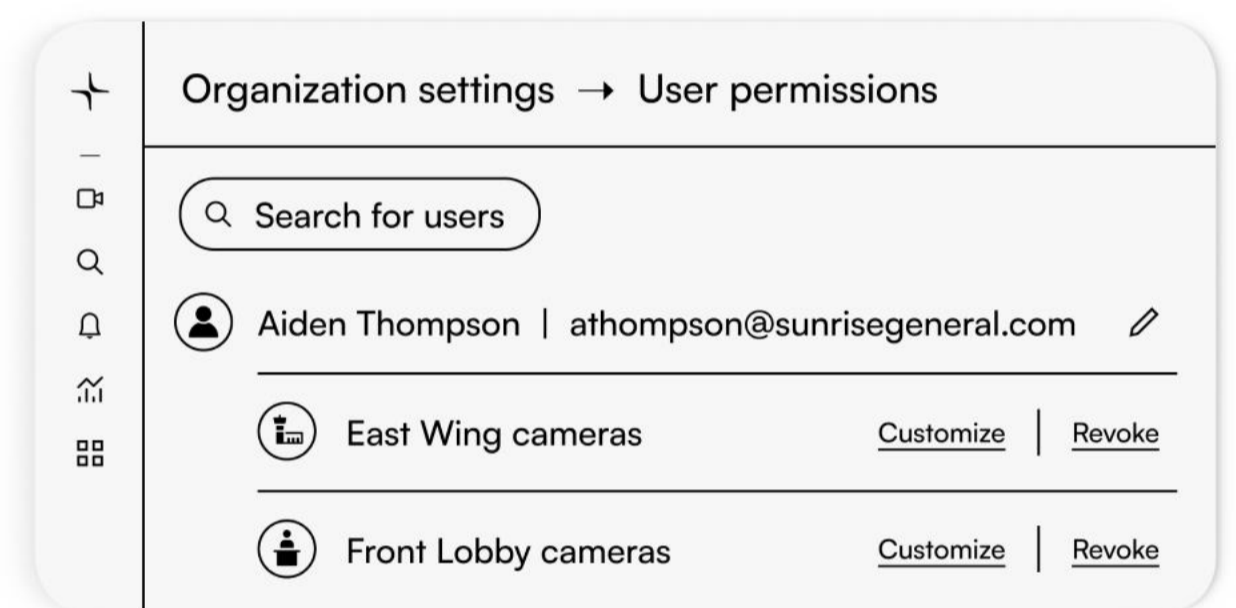 Organization settings → User permissions
Search for users
Aiden Thompson | athompson@sunrisegeneral.com
East Wing cameras Customize | Revoke
Front Lobby cameras Customize | Revoke